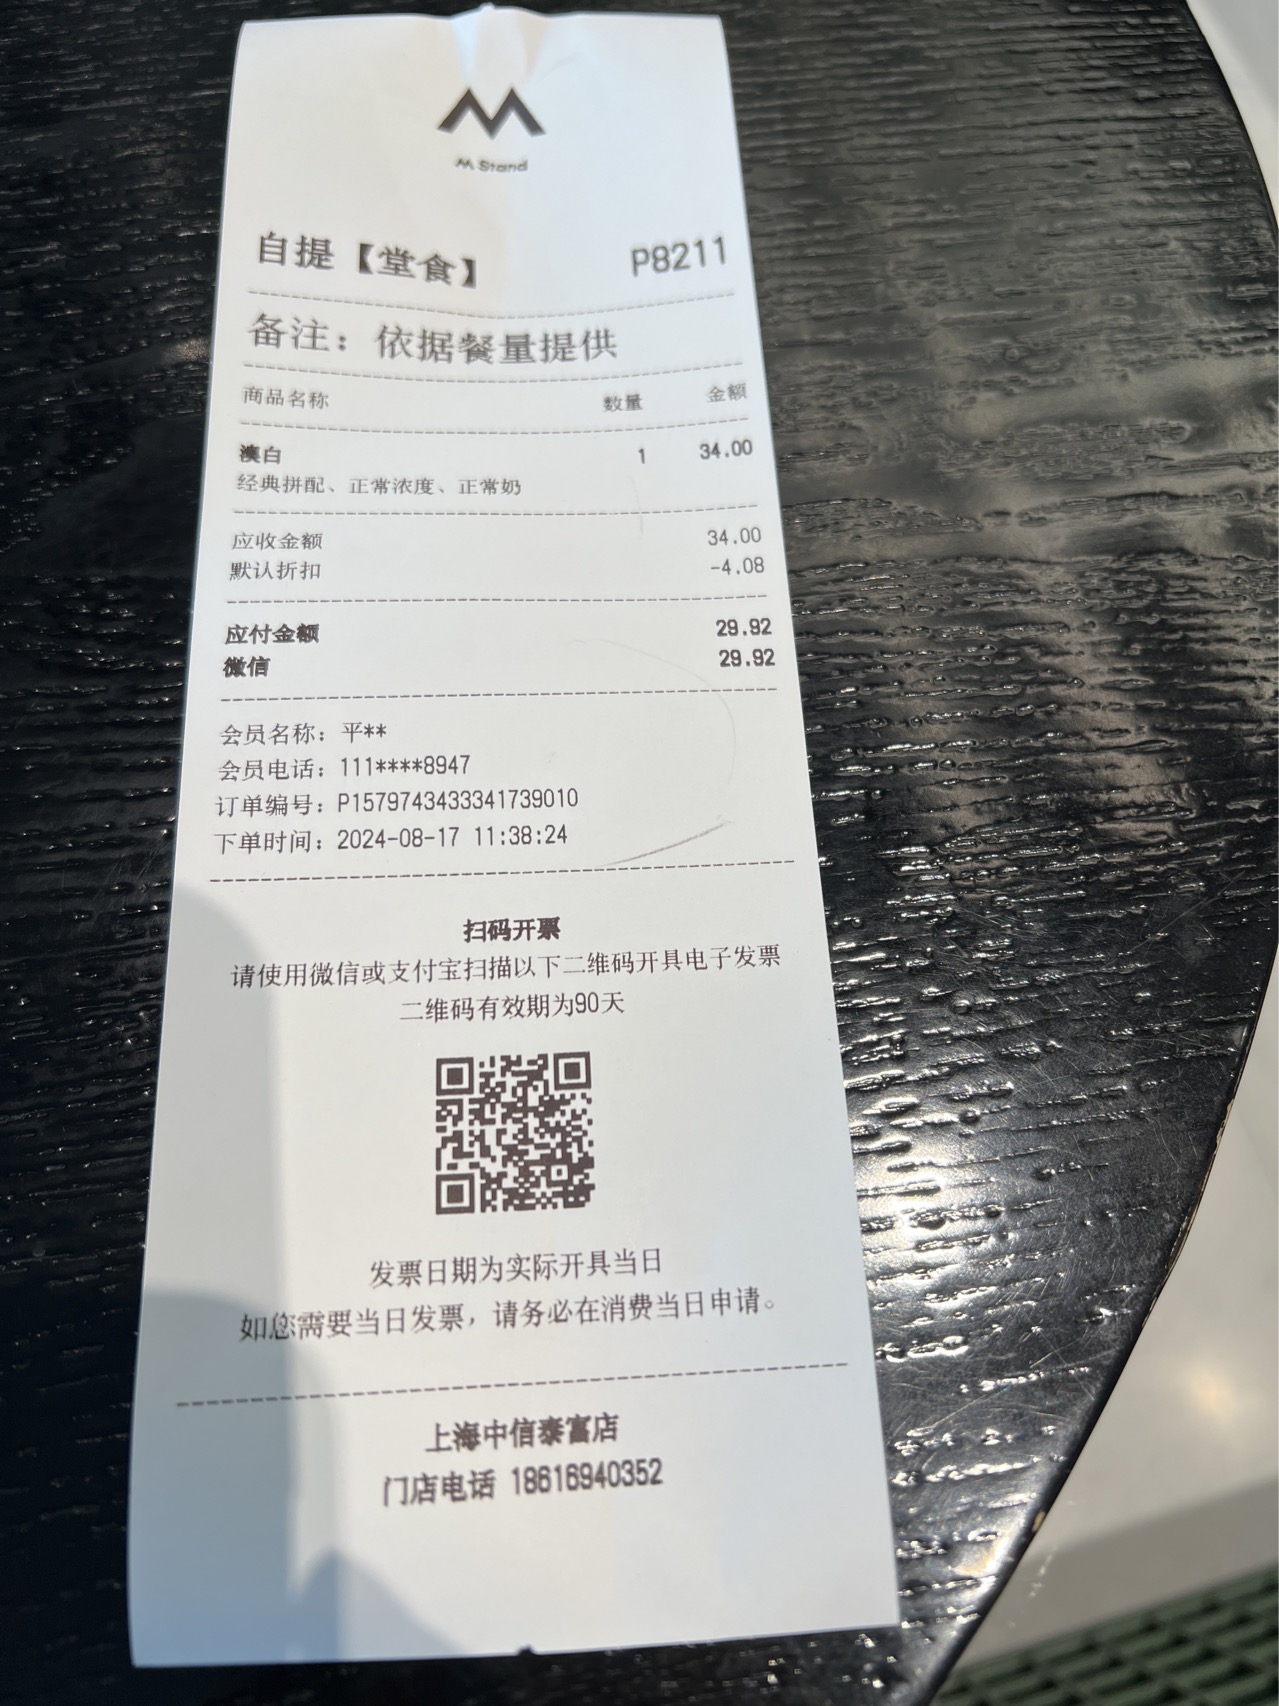 M Stand
自提【堂食】 P8211
备注：依据餐量提供
商品名称 数量 金额
澳白 1 34.00
经典拼配、正常浓度、正常奶
应收金额 34.00
默认折扣 -4.08
应付金额 29.92
微信 29.92
会员名称：平**
会员电话：111****8947
订单编号：P1579743433341739010
下单时间：2024-08-17 11:38:24
扫码开票
请使用微信或支付宝扫描以下二维码开具电子发票
二维码有效期为90天
发票日期为实际开具当日
如您需要当日发票，请务必在消费当日申请。
上海中信泰富店
门店电话 18616940352